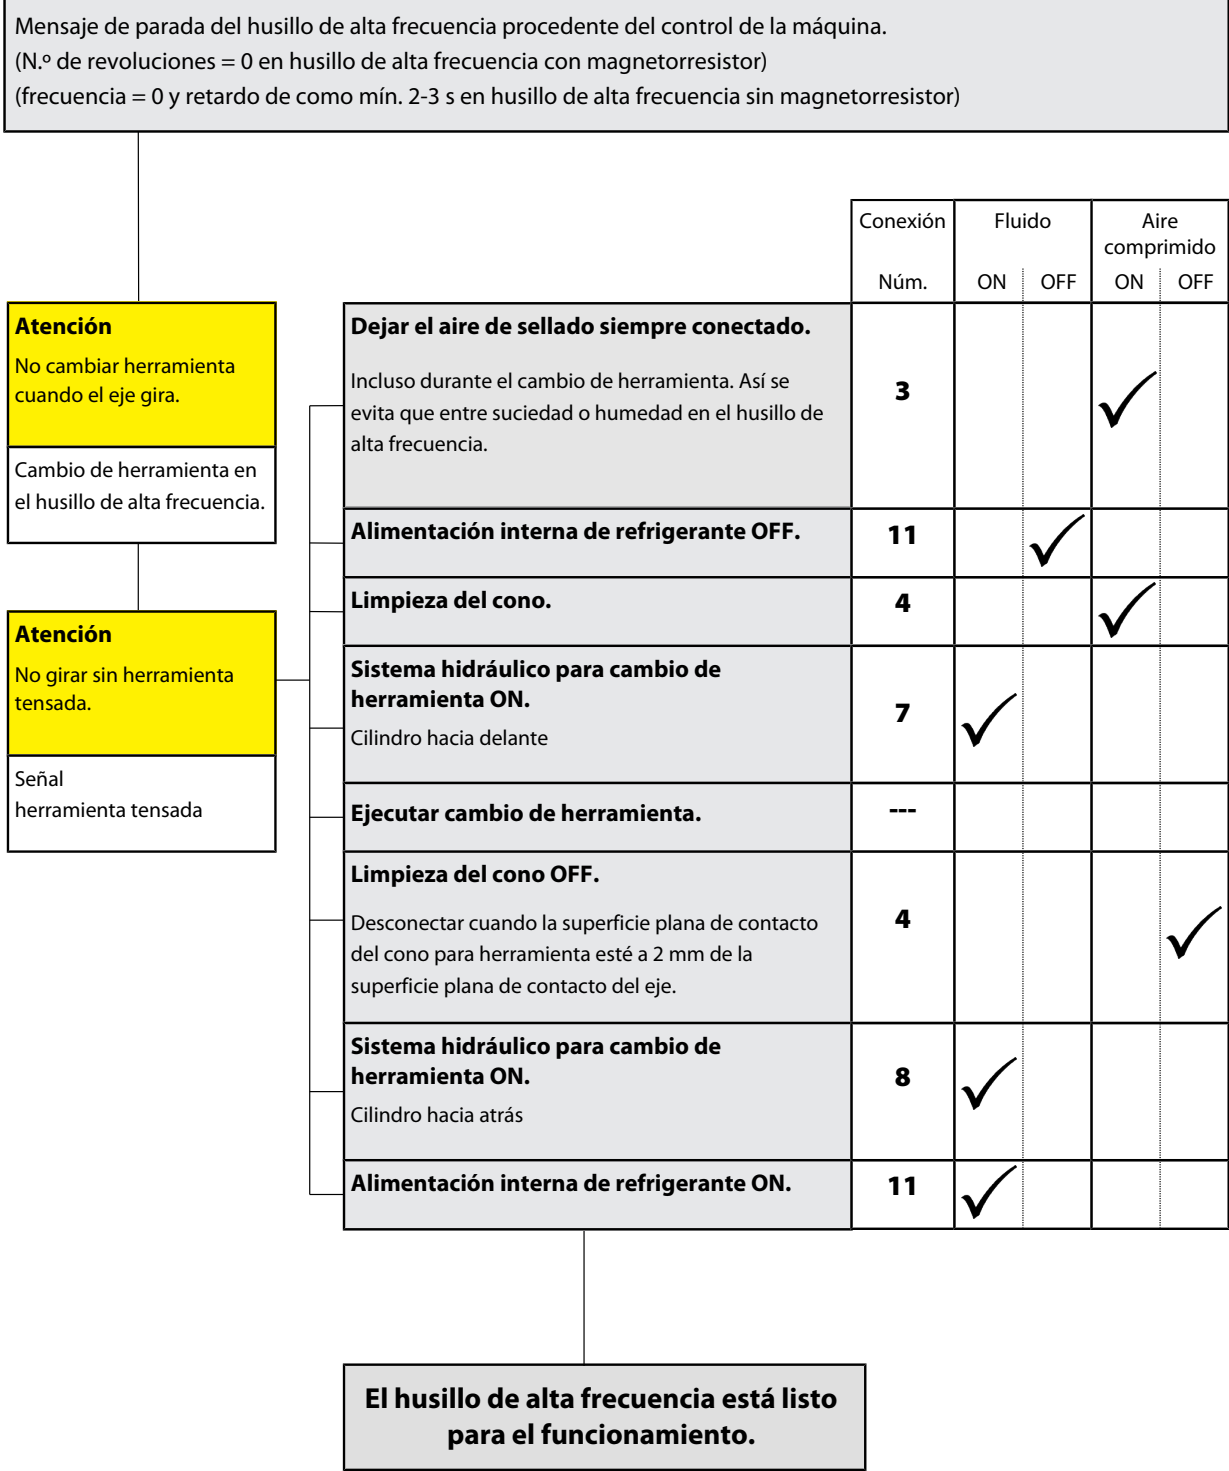 Mensaje de parada del husillo de alta frecuencia procedente del control de la máquina.
(N.º de revoluciones = 0 en husillo de alta frecuencia con magnetorresistor)
(frecuencia = 0 y retardo de como mín. 2-3 s en husillo de alta frecuencia sin magnetorresistor)
Conexión Fluido Aire
comprimido
Núm. ON OFF ON OFF
Atención
No cambiar herramienta
cuando el eje gira.
Cambio de herramienta en
el husillo de alta frecuencia.
Atención
No girar sin herramienta
tensada.
Señal
herramienta tensada
Dejar el aire de sellado siempre conectado.
Incluso durante el cambio de herramienta. Así se
evita que entre suciedad o humedad en el husillo de
alta frecuencia.
3
Alimentación interna de refrigerante OFF. 11
Limpieza del cono. 4
Sistema hidráulico para cambio de
herramienta ON.
Cilindro hacia delante
7
Ejecutar cambio de herramienta. ---
Limpieza del cono OFF.
Desconectar cuando la superficie plana de contacto
del cono para herramienta esté a 2 mm de la
superficie plana de contacto del eje.
4
Sistema hidráulico para cambio de
herramienta ON.
Cilindro hacia atrás
8
Alimentación interna de refrigerante ON. 11
El husillo de alta frecuencia está listo
para el funcionamiento.